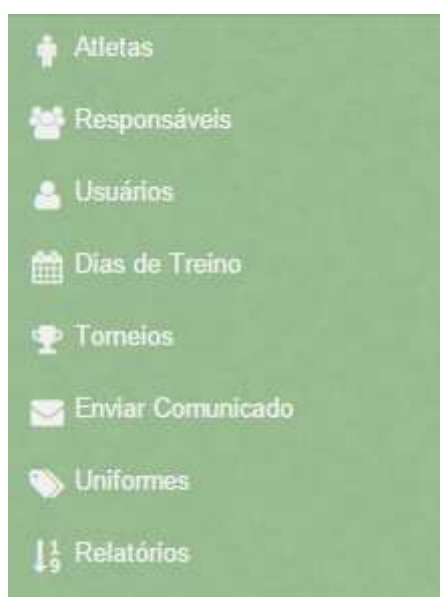 Atletas
Responsáveis
Usuários
Dias de Treino
Torneios
Enviar Comunicado
Uniformes
Relatórios